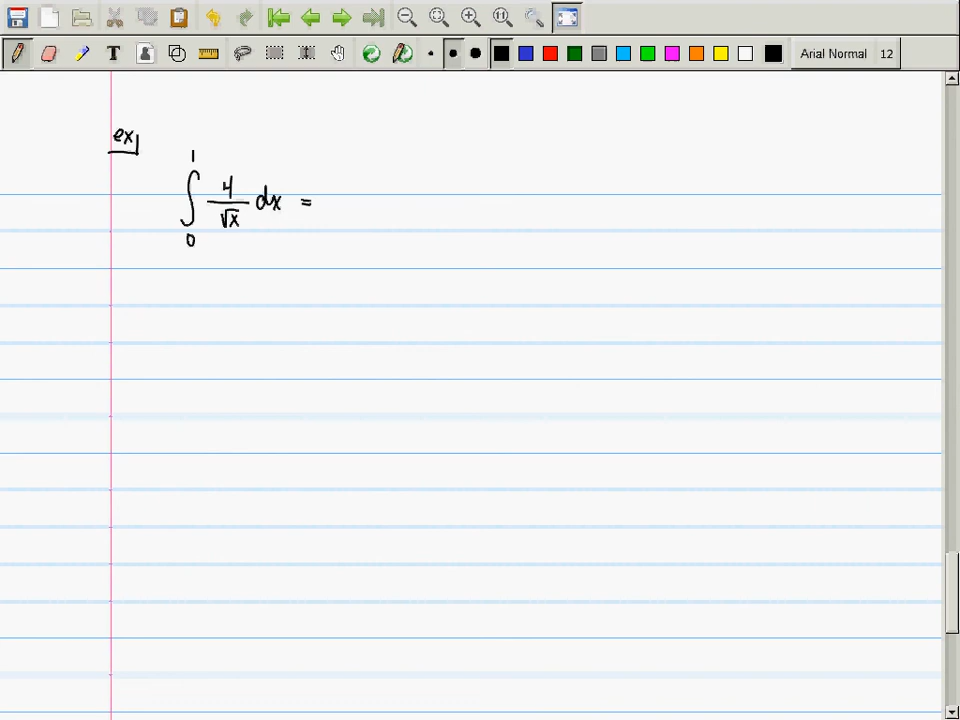 Arial Normal 12
ex
∫₀¹ 4/√x dx =